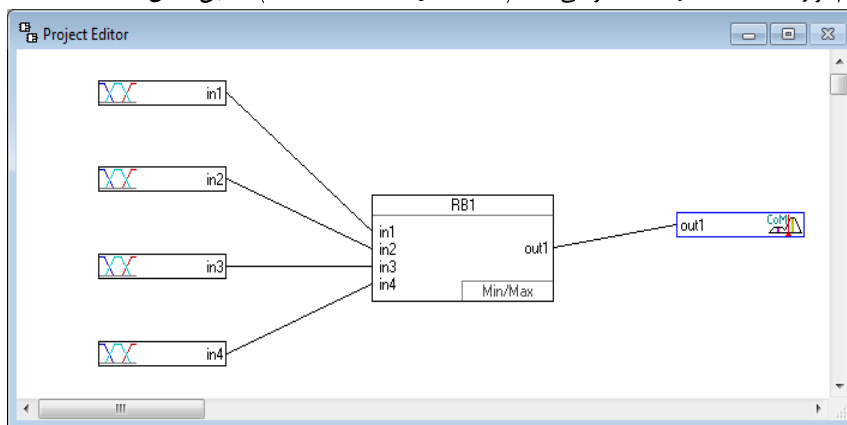 Project Editor
in1
in2
in3
in4
RB1
in1
in2
in3
in4
out1
Min/Max
out1
CoM